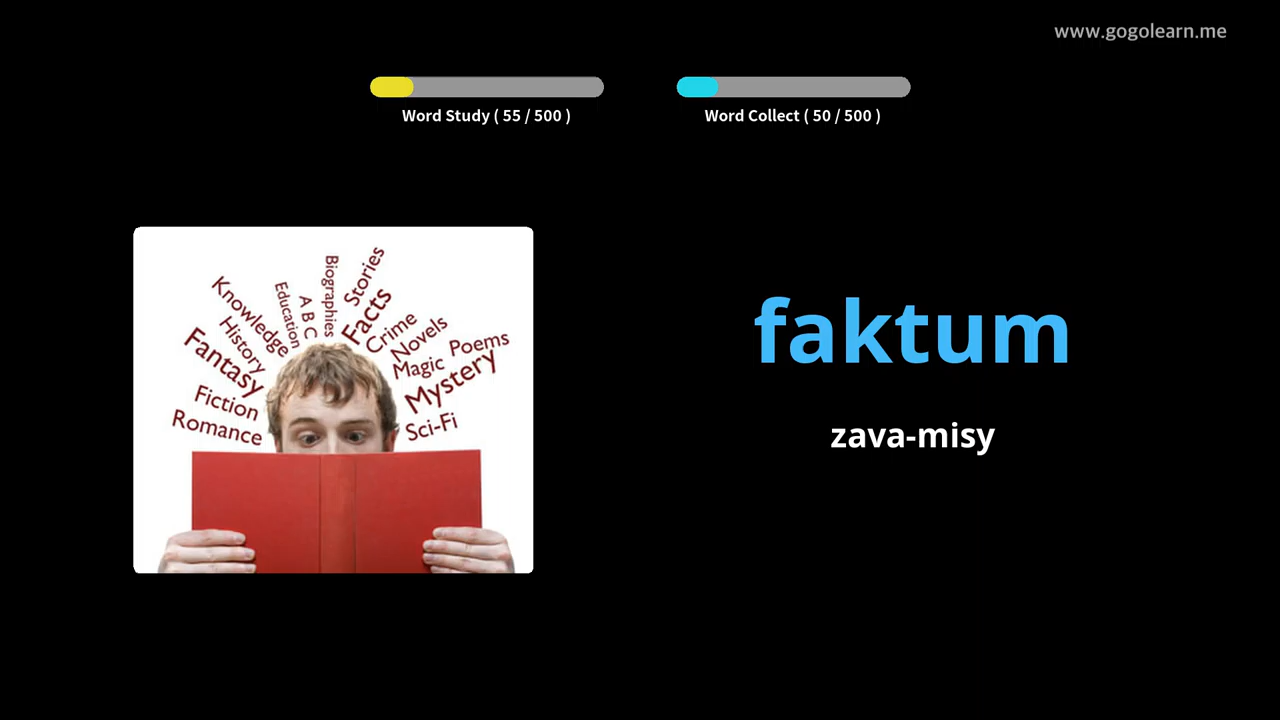 www.gogolearn.me
Word Study ( 55 / 500 )
Word Collect ( 50 / 500 )
Knowledge
Education
A B C
Biographies
Stories
Facts
Crime
Novels
Poems
Magic
Mystery
Sci-Fi
History
Fantasy
Fiction
Romance
faktum
zava-misy